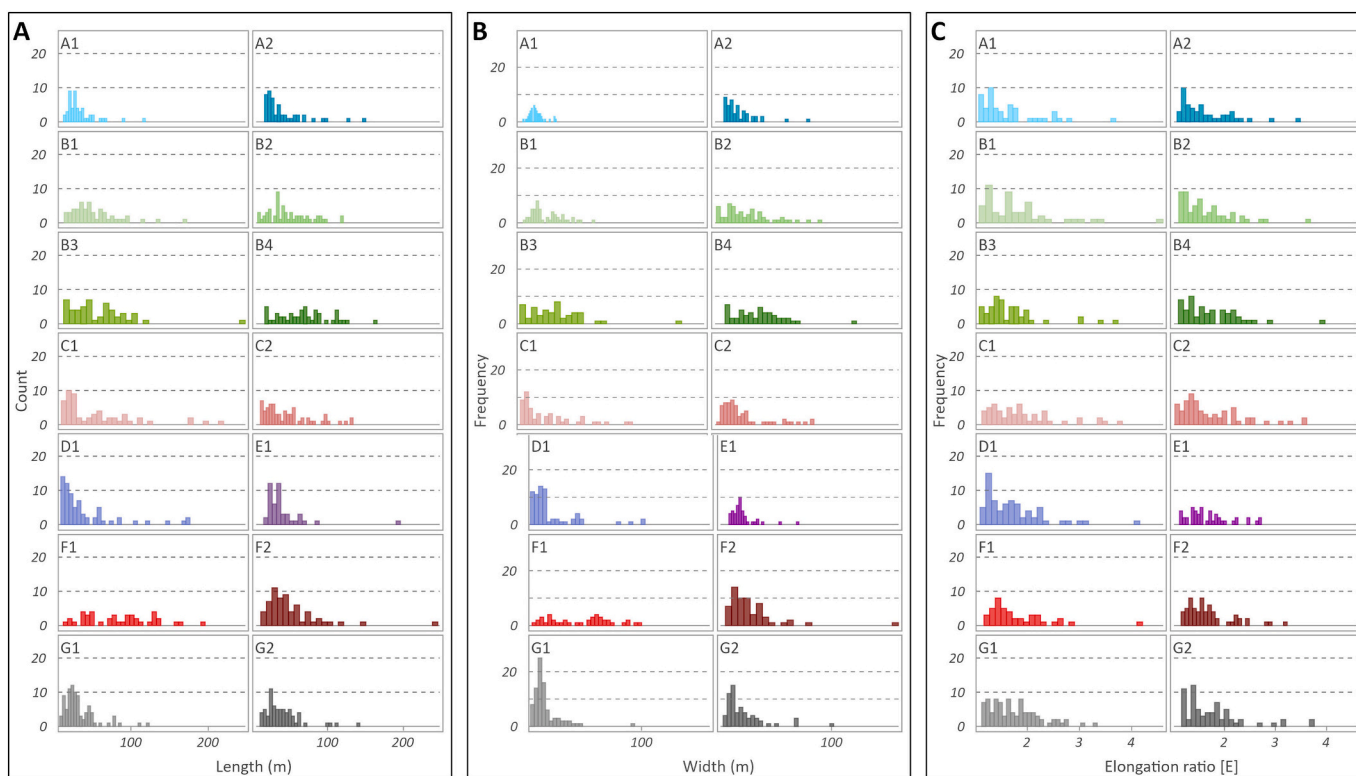 A
A1 A2
20
10
0
B1 B2
20
10
0
B3 B4
20
10
0
Count
C1 C2
20
10
0
D1 E1
20
10
0
F1 F2
20
10
0
G1 G2
20
10
0
100 200 100 200
Length (m)
B
A1 A2
20
0
B1 B2
20
0
B3 B4
20
0
Frequency
C1 C2
20
0
D1 E1
20
0
F1 F2
20
0
G1 G2
20
0
100 100
Width (m)
C
A1 A2
20
10
0
B1 B2
20
10
0
B3 B4
20
10
0
Frequency
C1 C2
20
10
0
D1 E1
20
10
0
F1 F2
20
10
0
G1 G2
20
10
0
2 3 4 2 3 4
Elongation ratio [E]